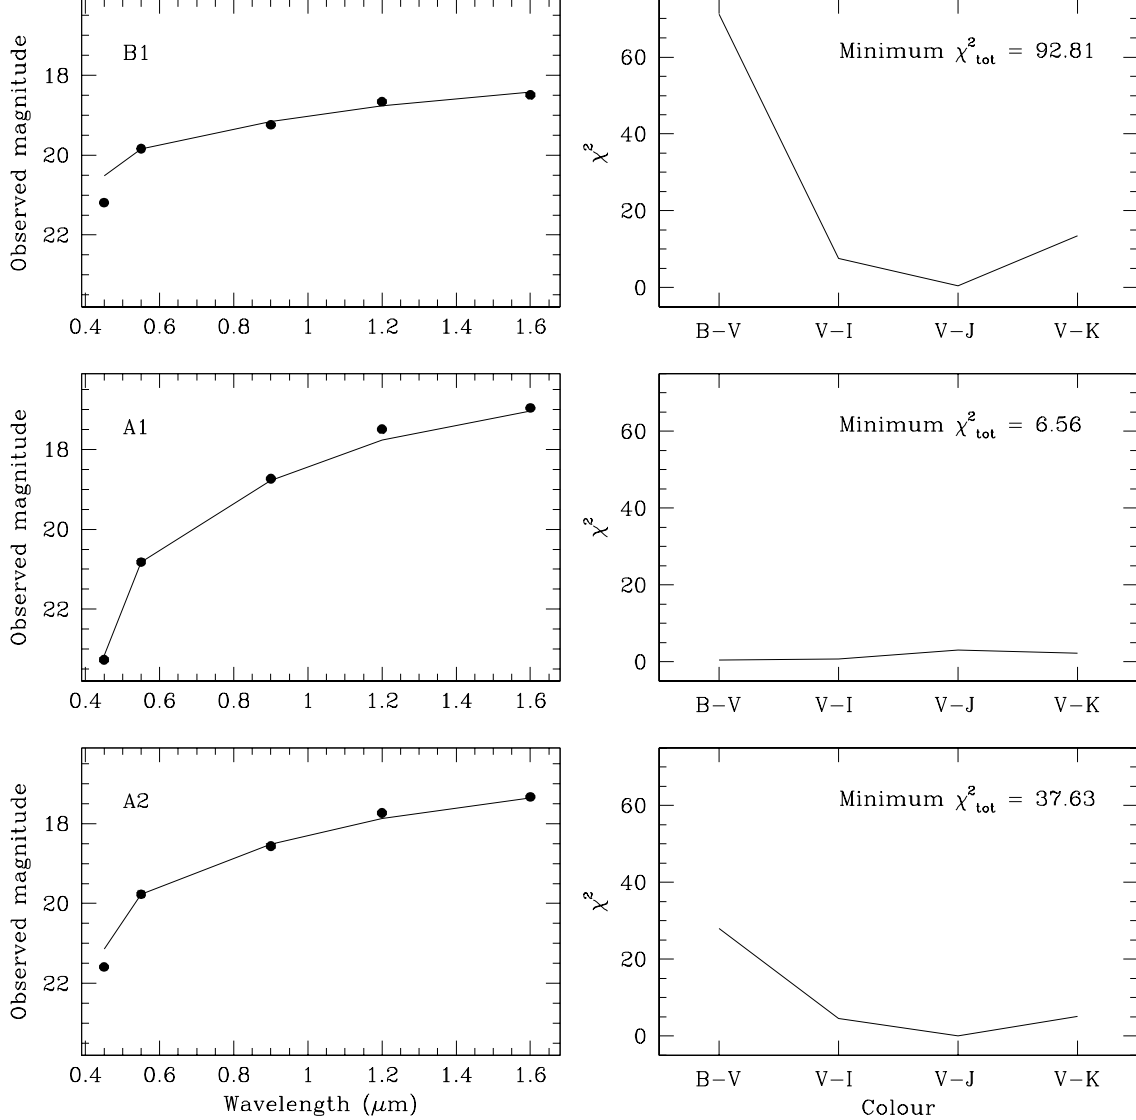 B1
Observed magnitude
18
20
22
0.4 0.6 0.8 1 1.2 1.4 1.6
Minimum χ²tot = 92.81
χ²
60
40
20
0
B−V V−I V−J V−K
A1
Observed magnitude
18
20
22
0.4 0.6 0.8 1 1.2 1.4 1.6
Minimum χ²tot = 6.56
χ²
60
40
20
0
B−V V−I V−J V−K
A2
Observed magnitude
18
20
22
0.4 0.6 0.8 1 1.2 1.4 1.6
Wavelength (μm)
Minimum χ²tot = 37.63
χ²
60
40
20
0
B−V V−I V−J V−K
Colour